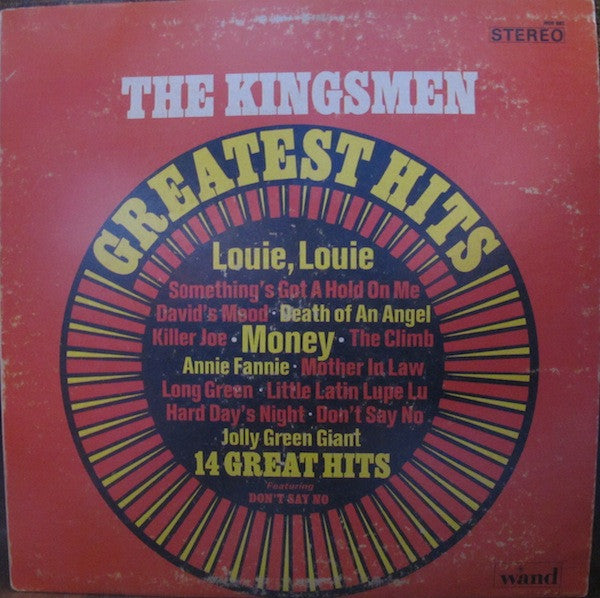 STEREO
THE KINGSMEN
GREATEST HITS
Louie, Louie
Something's Got A Hold On Me
David's Mood • Death of An Angel
Killer Joe • Money • The Climb
Annie Fannie • Mother In Law
Long Green • Little Latin Lupe Lu
Hard Day's Night • Don't Say No
Jolly Green Giant
14 GREAT HITS
Featuring
DON'T SAY NO
wand